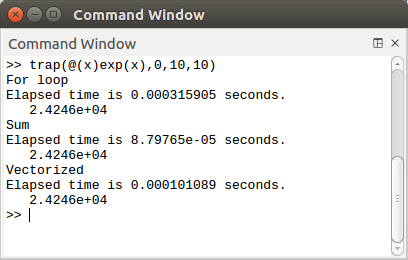 Command Window
Command Window
>> trap(@(x)exp(x),0,10,10)
For loop
Elapsed time is 0.000315905 seconds.
   2.4246e+04
Sum
Elapsed time is 8.79765e-05 seconds.
   2.4246e+04
Vectorized
Elapsed time is 0.000101089 seconds.
   2.4246e+04
>>